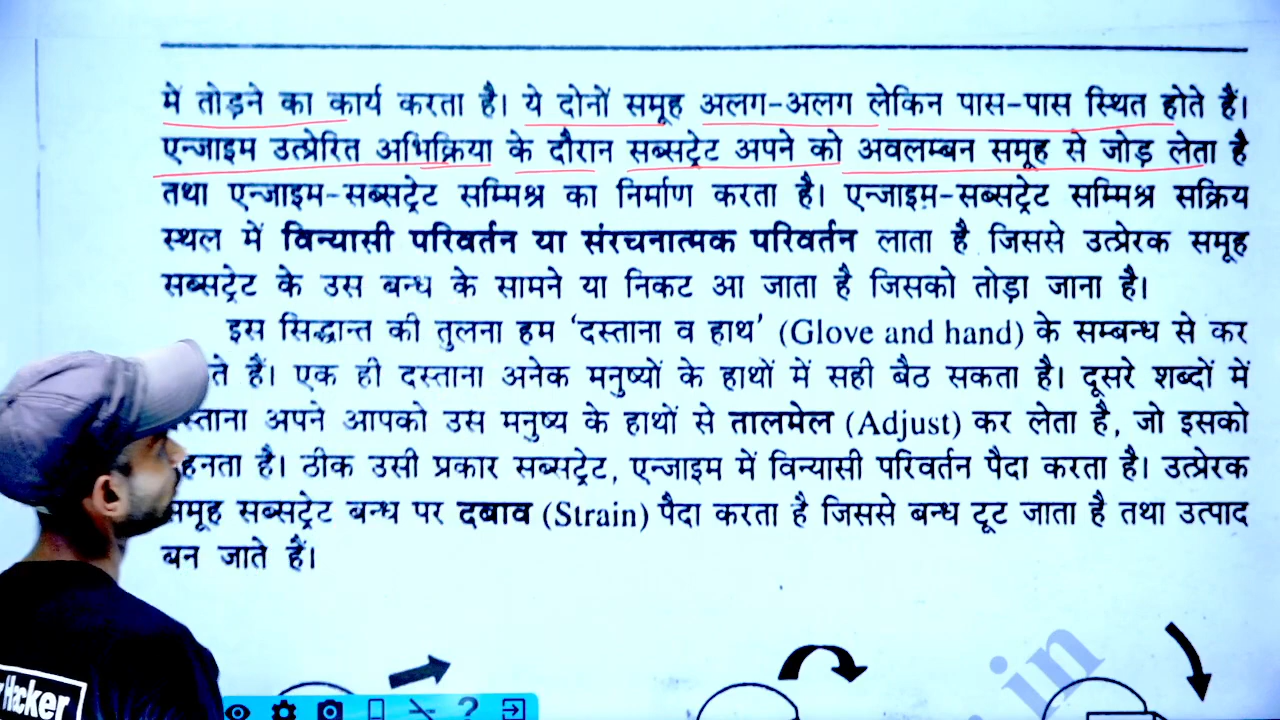 में तोड़ने का कार्य करता है। ये दोनों समूह अलग-अलग लेकिन पास-पास स्थित होते हैं।
एन्जाइम उत्प्रेरित अभिक्रिया के दौरान सब्सट्रेट अपने को अवलम्बन समूह से जोड़ लेता है
तथा एन्जाइम-सब्सट्रेट सम्मिश्र का निर्माण करता है। एन्जाइम-सब्सट्रेट सम्मिश्र सक्रिय
स्थल में विन्यासी परिवर्तन या संरचनात्मक परिवर्तन लाता है जिससे उत्प्रेरक समूह
सब्सट्रेट के उस बन्ध के सामने या निकट आ जाता है जिसको तोड़ा जाना है।
इस सिद्धान्त की तुलना हम ‘दस्ताना व हाथ’ (Glove and hand) के सम्बन्ध से कर
ते हैं। एक ही दस्ताना अनेक मनुष्यों के हाथों में सही बैठ सकता है। दूसरे शब्दों में
स्ताना अपने आपको उस मनुष्य के हाथों से तालमेल (Adjust) कर लेता है, जो इसको
हनता है। ठीक उसी प्रकार सब्सट्रेट, एन्जाइम में विन्यासी परिवर्तन पैदा करता है। उत्प्रेरक
समूह सब्सट्रेट बन्ध पर दबाव (Strain) पैदा करता है जिससे बन्ध टूट जाता है तथा उत्पाद
बन जाते हैं।
.in
Hacker